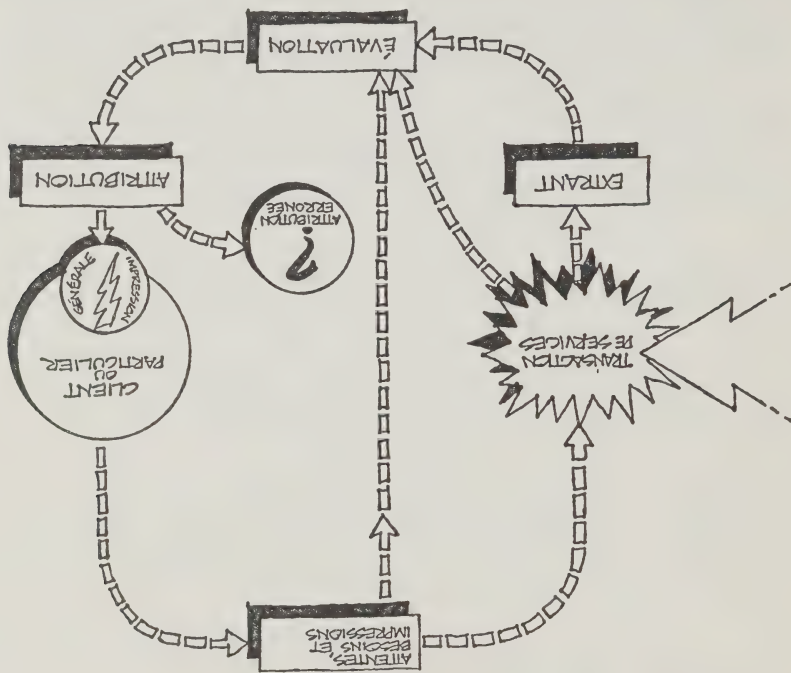 ATTENTES,
BESOINS ET
IMPRESSIONS
CLIENT
OU
PARTICULIER
IMPRESSION
GÉNÉRALE
TRANSACTION
DE SERVICES
i
ATTRIBUTION
ERRONÉE
EXTRANT
ATTRIBUTION
ÉVALUATION